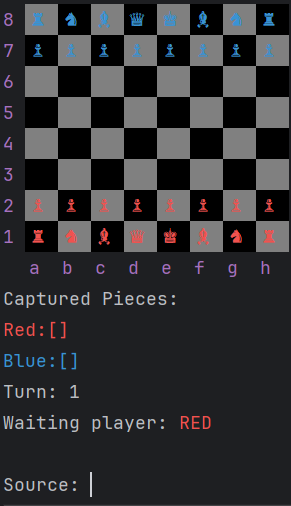 8
7
6
5
4
3
2
1
a b c d e f g h
Captured Pieces:
Red:[]
Blue:[]
Turn: 1
Waiting player: RED
Source: